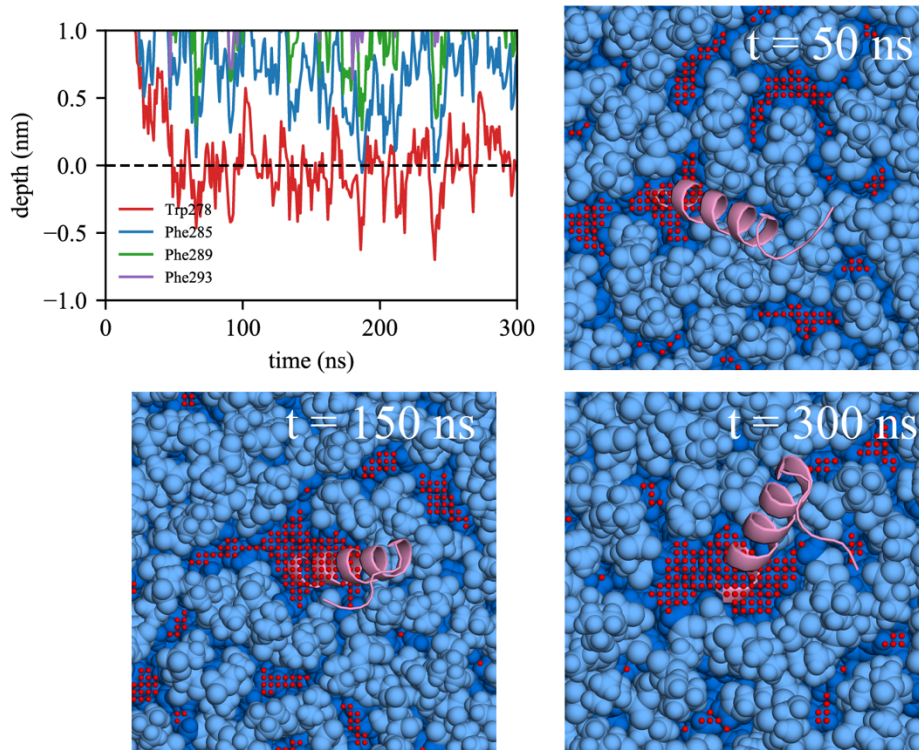 1.0
0.5
0.0
−0.5
−1.0
depth (nm)
Trp278
Phe285
Phe289
Phe293
0
100
200
300
time (ns)
t = 50 ns
t = 150 ns
t = 300 ns